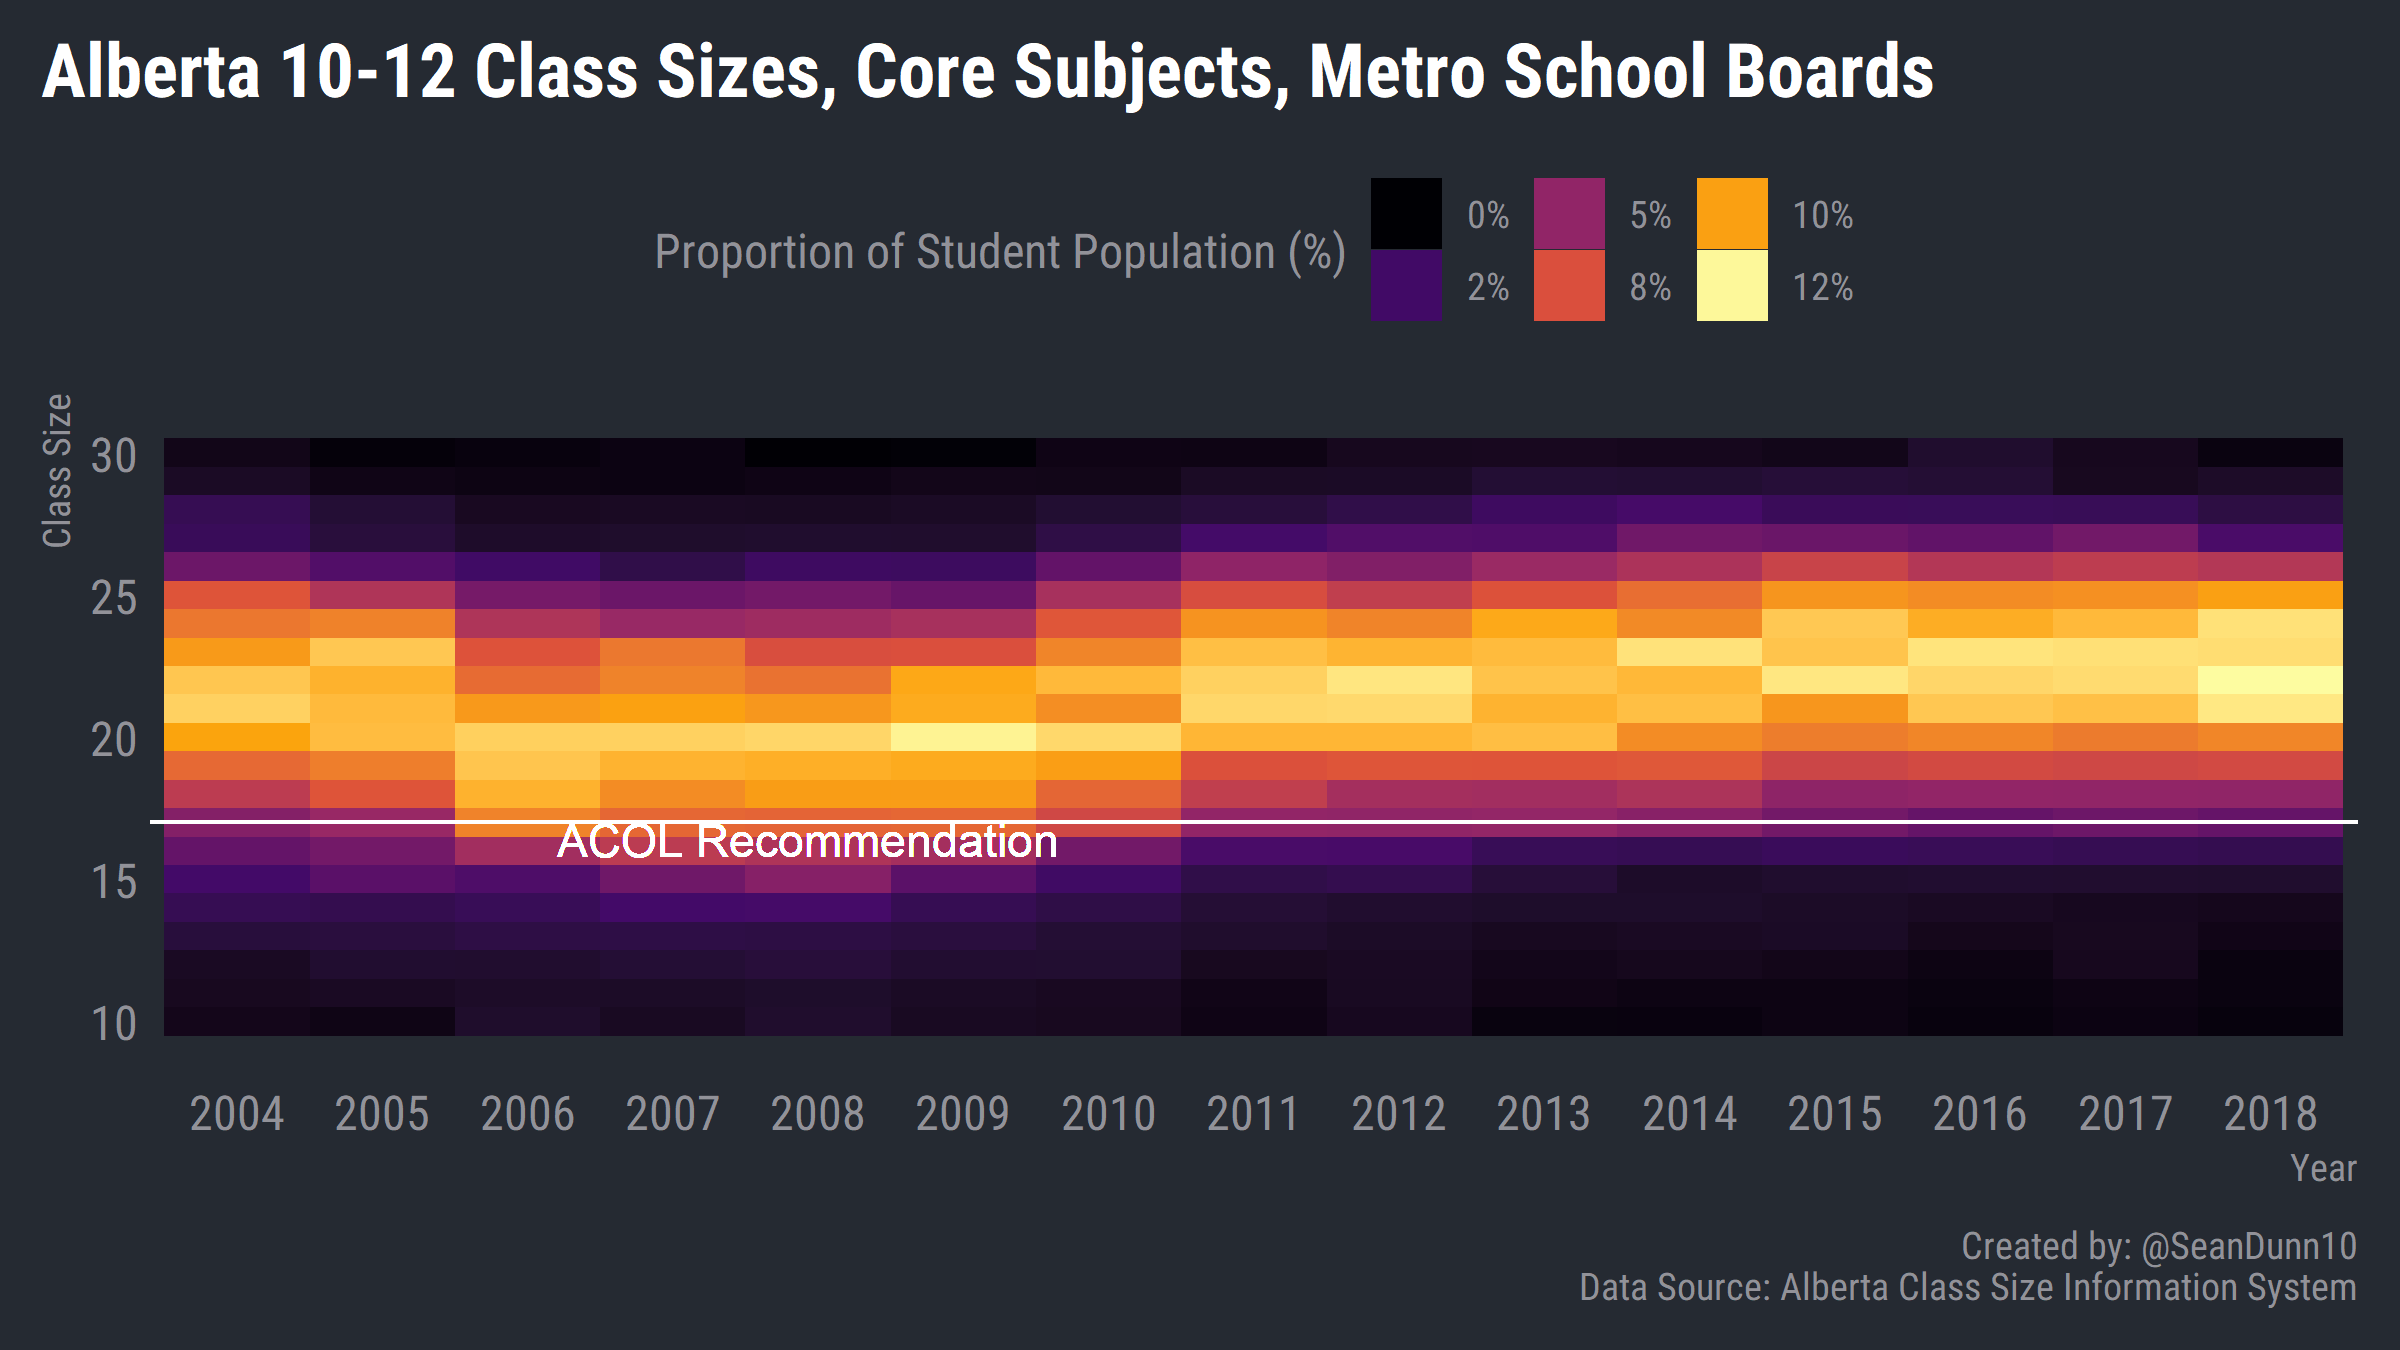 Alberta 10-12 Class Sizes, Core Subjects, Metro School Boards
Proportion of Student Population (%)
0%
5%
10%
2%
8%
12%
Class Size
30
25
20
15
10
ACOL Recommendation
2004 2005 2006 2007 2008 2009 2010 2011 2012 2013 2014 2015 2016 2017 2018
Year
Created by: @SeanDunn10
Data Source: Alberta Class Size Information System